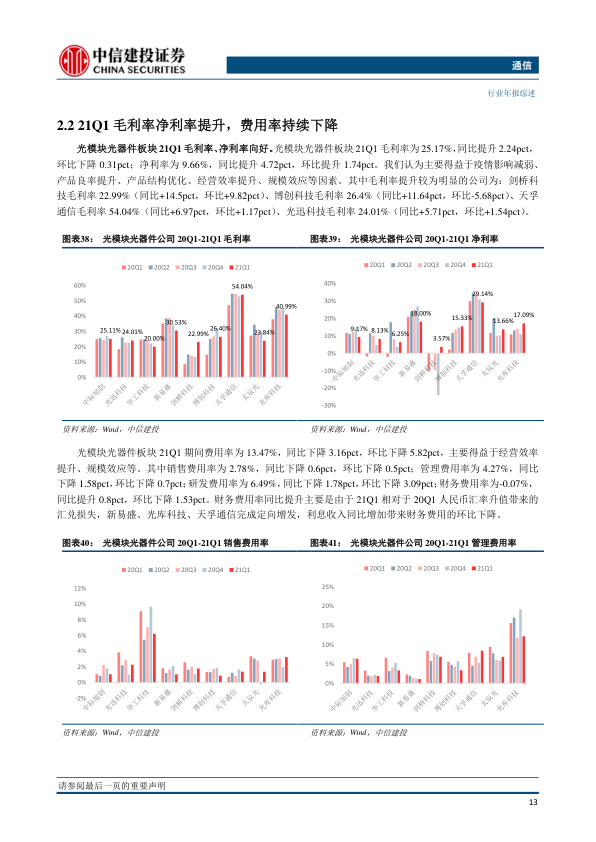 中信建投证券
CHINA SECURITIES
通信
行业年报综述
2.2 21Q1 毛利率净利率提升，费用率持续下降
光模块光器件板块 21Q1 毛利率、净利率向好。光模块光器件板块 21Q1 毛利率为 25.17%，同比提升 2.24pct，
环比下降 0.31pct；净利率为 9.66%，同比提升 4.72pct，环比提升 1.74pct。我们认为主要得益于疫情影响减弱、
产品良率提升、产品结构优化、经营效率提升、规模效应等因素。其中毛利率提升较为明显的公司为：剑桥科
技毛利率 22.99%（同比+14.5pct，环比+9.82pct）、博创科技毛利率 26.4%（同比+11.64pct，环比-5.68pct）、天孚
通信毛利率 54.04%（同比+6.97pct，环比+1.17pct）、光迅科技毛利率 24.01%（同比+5.71pct，环比+1.54pct）。
图表38： 光模块光器件公司 20Q1-21Q1 毛利率
20Q1 20Q2 20Q3 20Q4 21Q1
60%
50%
40%
30%
20%
10%
0%
25.11% 24.01% 20.00% 30.53% 22.99% 26.40% 54.04% 23.84% 40.99%
中际旭创 光迅科技 华工科技 新易盛 剑桥科技 博创科技 天孚通信 太辰光 光库科技
资料来源：Wind，中信建投
图表39： 光模块光器件公司 20Q1-21Q1 净利率
20Q1 20Q2 20Q3 20Q4 21Q1
40%
30%
20%
10%
0%
-10%
-20%
-30%
9.17% 8.13% 6.25% 18.00% 3.57% 15.33% 29.14% 13.66% 17.09%
中际旭创 光迅科技 华工科技 新易盛 剑桥科技 博创科技 天孚通信 太辰光 光库科技
资料来源：Wind，中信建投
光模块光器件板块 21Q1 期间费用率为 13.47%，同比下降 3.16pct，环比下降 5.82pct，主要得益于经营效率
提升、规模效应等。其中销售费用率为 2.78%，同比下降 0.6pct，环比下降 0.5pct；管理费用率为 4.27%，同比
下降 1.58pct，环比下降 0.7pct；研发费用率为 6.49%，同比下降 1.78pct，环比下降 3.09pct；财务费用率为-0.07%，
同比提升 0.8pct，环比下降 1.53pct。财务费用率同比提升主要是由于 21Q1 相对于 20Q1 人民币汇率升值带来的
汇兑损失，新易盛、光库科技、天孚通信完成定向增发，利息收入同比增加带来财务费用的环比下降。
图表40： 光模块光器件公司 20Q1-21Q1 销售费用率
20Q1 20Q2 20Q3 20Q4 21Q1
12%
10%
8%
6%
4%
2%
0%
-2%
中际旭创 光迅科技 华工科技 新易盛 剑桥科技 博创科技 天孚通信 太辰光 光库科技
资料来源：Wind，中信建投
图表41： 光模块光器件公司 20Q1-21Q1 管理费用率
20Q1 20Q2 20Q3 20Q4 21Q1
25%
20%
15%
10%
5%
0%
中际旭创 光迅科技 华工科技 新易盛 剑桥科技 博创科技 天孚通信 太辰光 光库科技
资料来源：Wind，中信建投
请参阅最后一页的重要声明
13